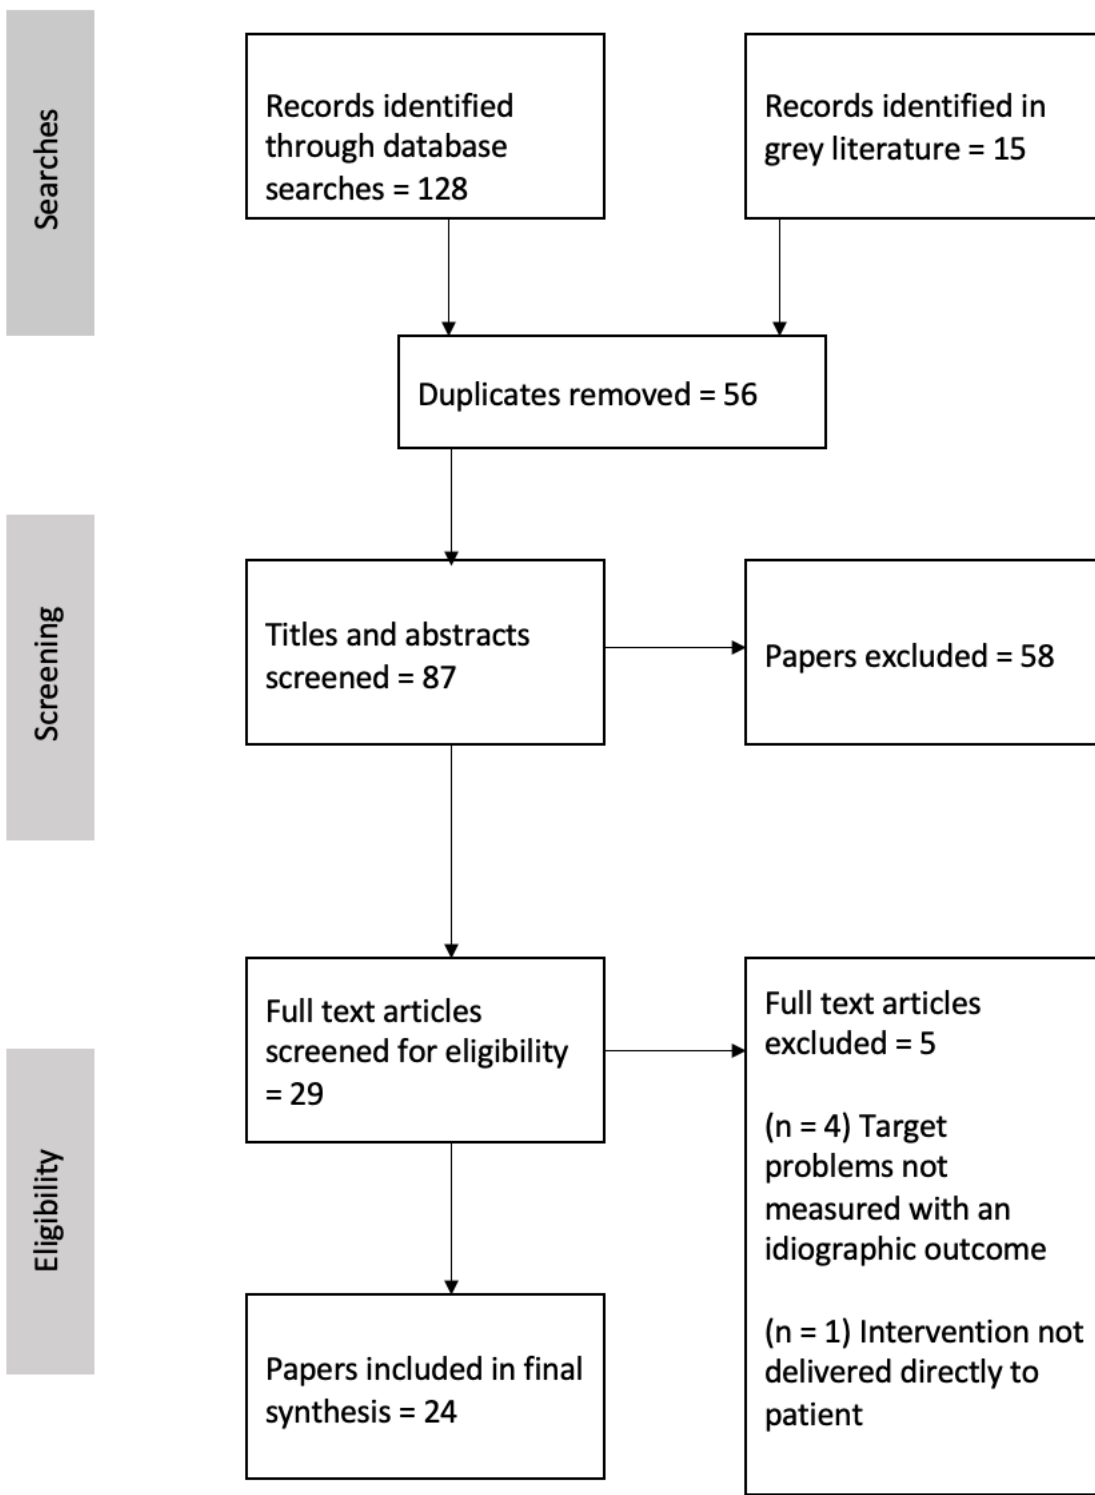 Searches
Records identified
through database
searches = 128
Records identified in
grey literature = 15
Duplicates removed = 56
Screening
Titles and abstracts
screened = 87
Papers excluded = 58
Eligibility
Full text articles
screened for eligibility
= 29
Full text articles
excluded = 5
(n = 4) Target
problems not
measured with an
idiographic outcome
(n = 1) Intervention not
delivered directly to
patient
Papers included in final
synthesis = 24